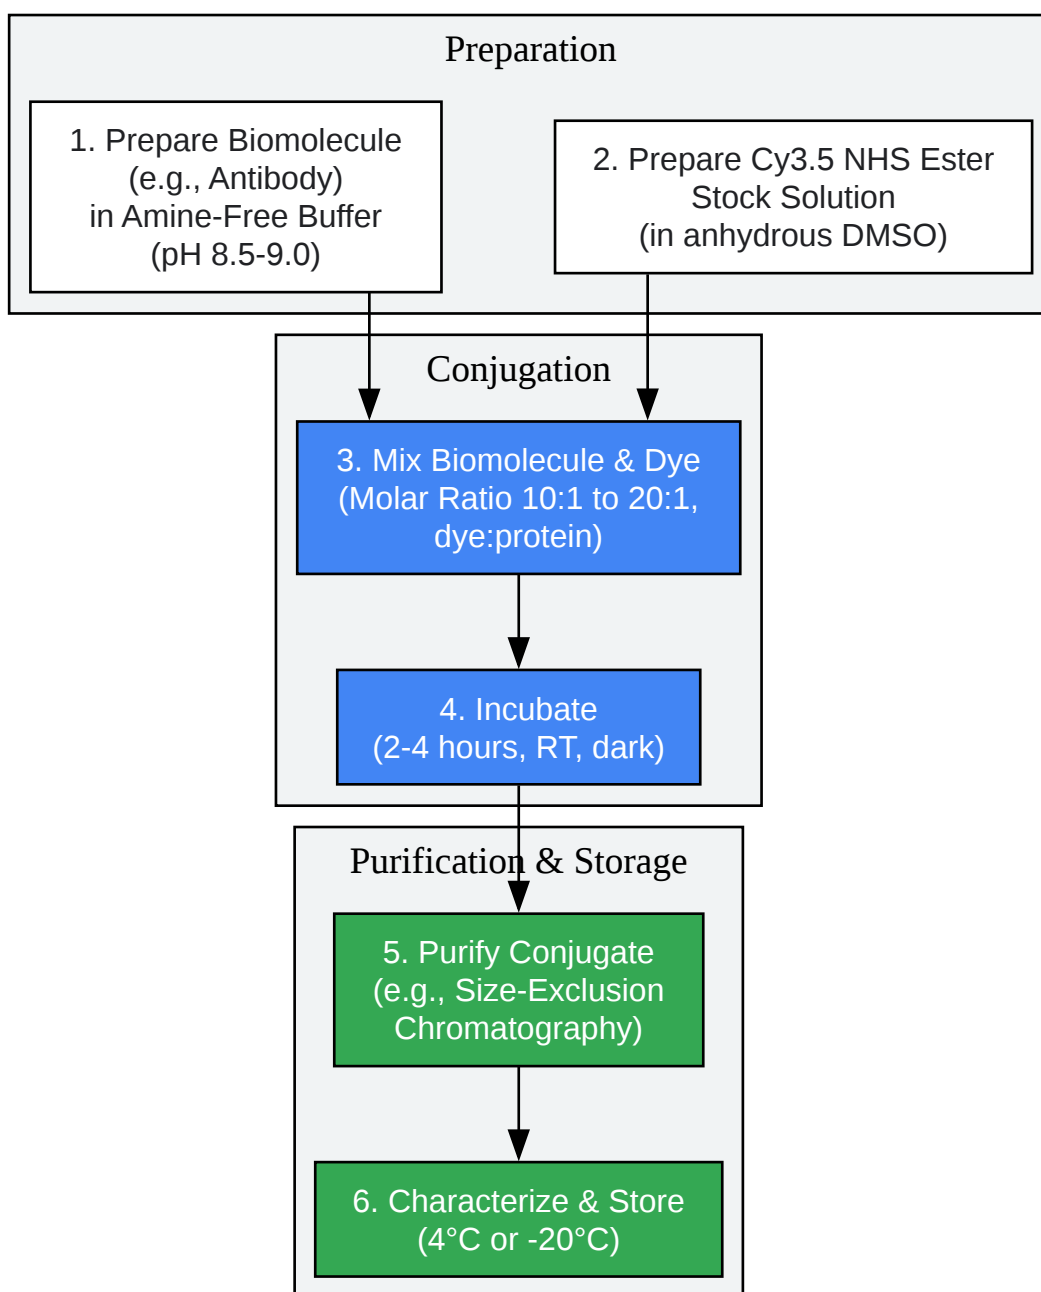 Preparation
1. Prepare Biomolecule
(e.g., Antibody)
in Amine-Free Buffer
(pH 8.5-9.0)
2. Prepare Cy3.5 NHS Ester
Stock Solution
(in anhydrous DMSO)
Conjugation
3. Mix Biomolecule & Dye
(Molar Ratio 10:1 to 20:1,
dye:protein)
4. Incubate
(2-4 hours, RT, dark)
Purification & Storage
5. Purify Conjugate
(e.g., Size-Exclusion
Chromatography)
6. Characterize & Store
(4°C or -20°C)